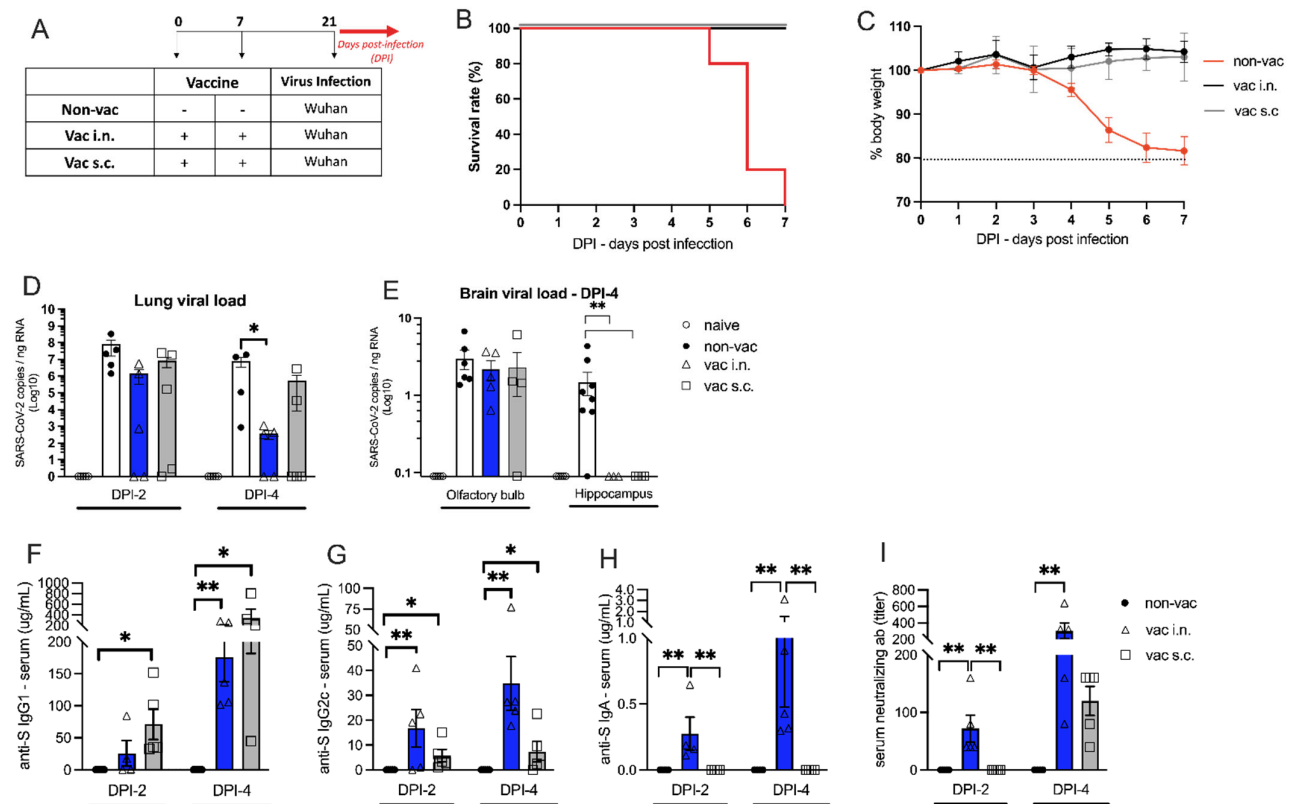 A
0 7 21
Days post-infection
(DPI)
Vaccine Virus Infection
Non-vac - - Wuhan
Vac i.n. + + Wuhan
Vac s.c. + + Wuhan
B
Survival rate (%)
100
80
60
40
20
0
0 1 2 3 4 5 6 7
DPI - days post infecction
C
% body weight
110
100
90
80
70
0 1 2 3 4 5 6 7
DPI - days post infection
non-vac
vac i.n.
vac s.c
D
Lung viral load
SARS-CoV-2 copies / ng RNA
(Log10)
10
9
8
7
6
5
4
3
2
1
0
*
DPI-2 DPI-4
E
Brain viral load - DPI-4
SARS-CoV-2 copies / ng RNA
(Log10)
10
1
0.1
**
Olfactory bulb Hippocampus
naive
non-vac
vac i.n.
vac s.c.
F
anti-S IgG1 - serum (ug/mL)
1000
800
600
400
200
200
150
100
50
0
* ** *
DPI-2 DPI-4
G
anti-S IgG2c - serum (ug/mL)
100
75
50
50
40
30
20
10
0
** * ** *
DPI-2 DPI-4
H
anti-S IgA - serum (ug/mL)
4.0
3.0
2.0
1.0
1.0
0.5
0.0
** ** ** **
DPI-2 DPI-4
I
serum neutralizing ab (titer)
800
600
400
200
200
100
0
** ** **
DPI-2 DPI-4
non-vac
vac i.n.
vac s.c.